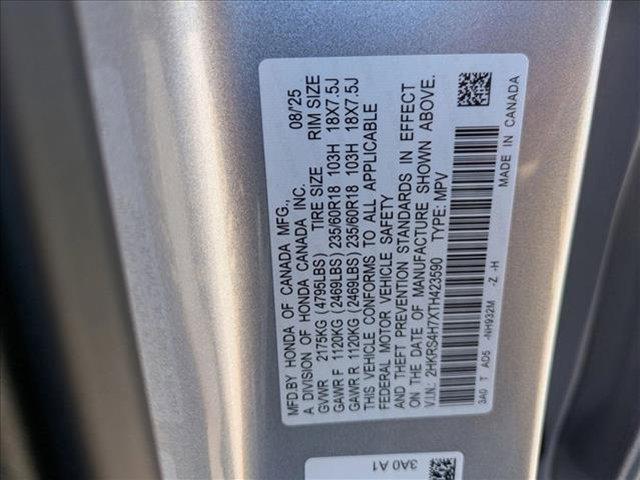 MFD.BY HONDA OF CANADA MFG.,
A DIVISION OF HONDA CANADA INC. 08/'25
GVWR 2175KG (4795LBS) TIRE SIZE RIM SIZE
GAWR F 1120KG (2469LBS) 235/60R18 103H 18X7.5J
GAWR R 1120KG (2469LBS) 235/60R18 103H 18X7.5J
THIS VEHICLE CONFORMS TO ALL APPLICABLE
FEDERAL MOTOR VEHICLE SAFETY
AND THEFT PREVENTION STANDARDS IN EFFECT
ON THE DATE OF MANUFACTURE SHOWN ABOVE.
V.I.N.: 2HKRS4H7XTH423590 TYPE: MPV
3A0 T A05 -NH932M -Z -H
MADE IN CANADA
3A0 A1